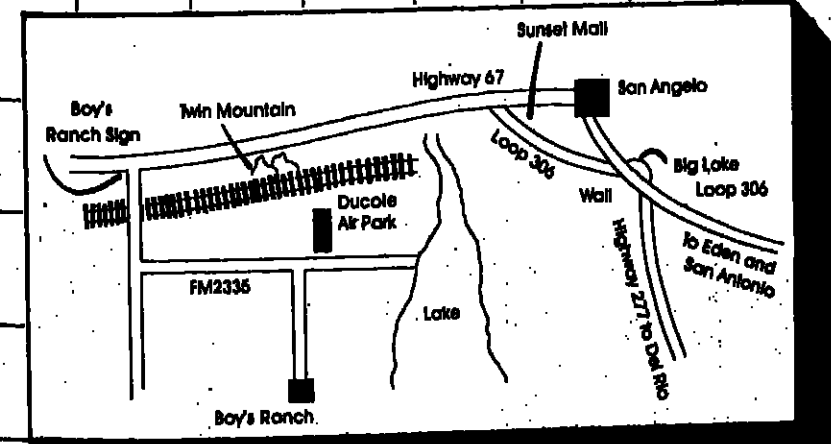 Sunset Mall
Highway 67
San Angelo
Boy's
Ranch Sign
Twin Mountain
Loop 306
Big Lake
Loop 306
Wall
Ducole
Air Park
To Eden and
San Antonio
Highway 277 to Del Rio
FM2335
Lake
Boy's Ranch